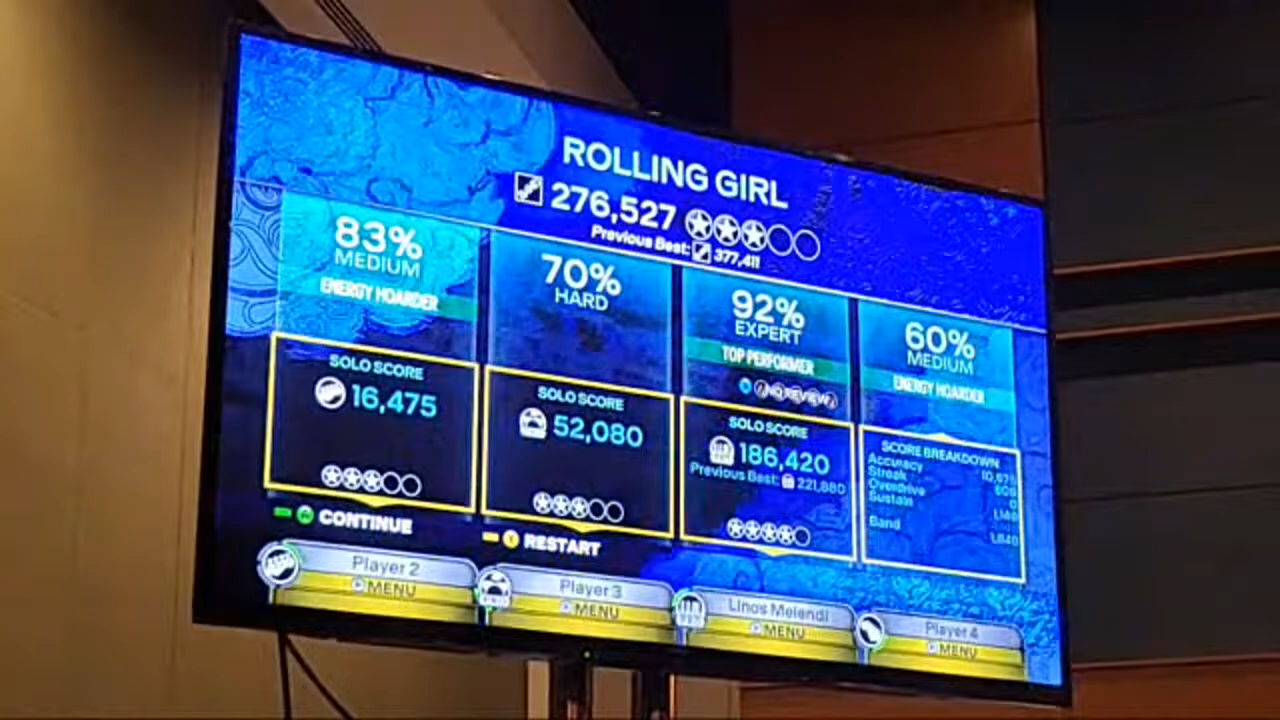 ROLLING GIRL
276,527
Previous Best: 377,411
83%
MEDIUM
ENERGY HOARDER
SOLO SCORE
16,475
70%
HARD
SOLO SCORE
52,080
92%
EXPERT
TOP PERFORMER
NO REVIEW
SOLO SCORE
186,420
Previous Best: 221,880
60%
MEDIUM
ENERGY HOARDER
SCORE BREAKDOWN
Accuracy
Streak
Overdrive 0
Sustain
Band
CONTINUE
Y RESTART
Player 2
MENU
Player 3
MENU
Linos Melendi
MENU
Player 4
MENU